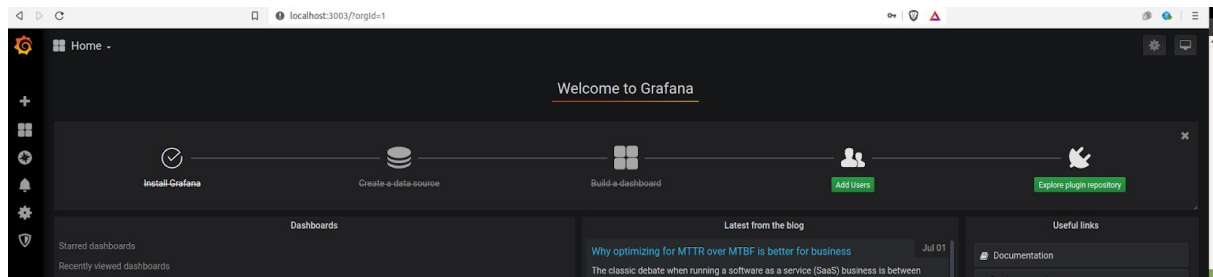 localhost:3003/?orgId=1
Home
Welcome to Grafana
Install Grafana
Create a data source
Build a dashboard
Add Users
Explore plugin repository
Dashboards
Latest from the blog
Useful links
Starred dashboards
Recently viewed dashboards
Why optimizing for MTTR over MTBF is better for business
Jul 01
The classic debate when running a software as a service (SaaS) business is between
Documentation